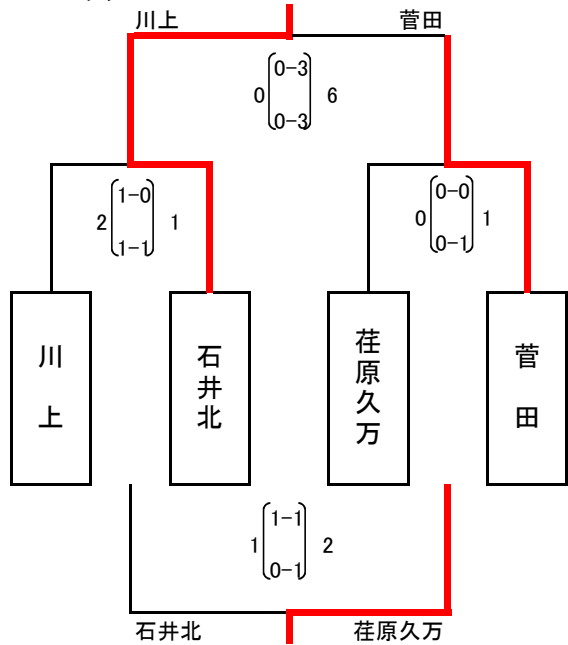 川上
菅田
0 0-3 0-3 6
2 1-0 1-1 1
0 0-0 0-1 1
川上
石井北
荏原久万
菅田
1 1-1 0-1 2
石井北
荏原久万